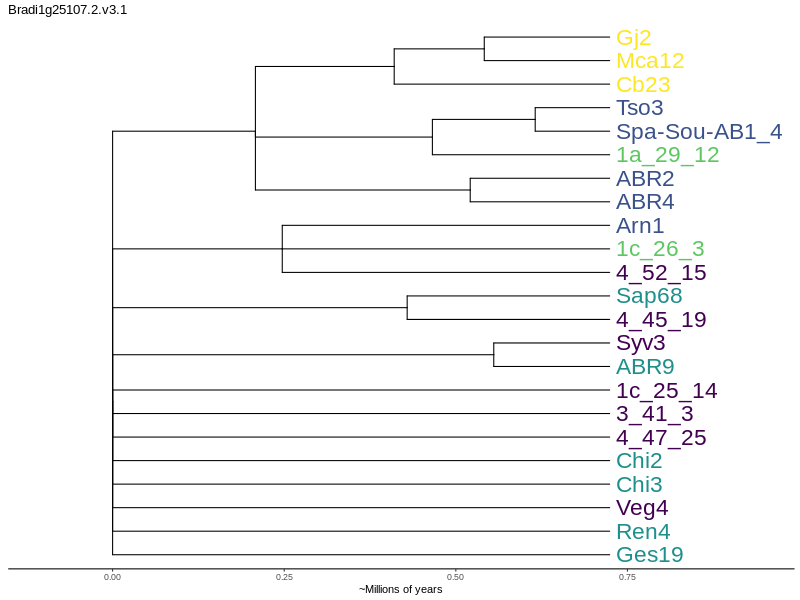 Bradi1g25107.2.v3.1
Gj2
Mca12
Cb23
Tso3
Spa-Sou-AB1_4
1a_29_12
ABR2
ABR4
Arn1
1c_26_3
4_52_15
Sap68
4_45_19
Syv3
ABR9
1c_25_14
3_41_3
4_47_25
Chi2
Chi3
Veg4
Ren4
Ges19
0.00 0.25 0.50 0.75
~Millions of years